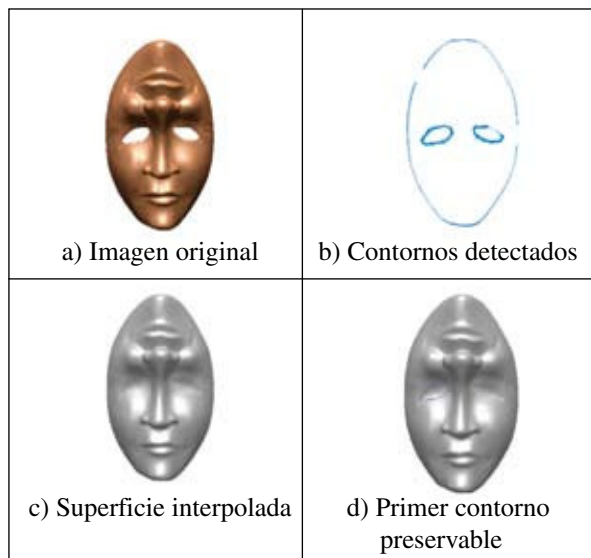 a) Imagen original
b) Contornos detectados
c) Superficie interpolada
d) Primer contorno
preservable